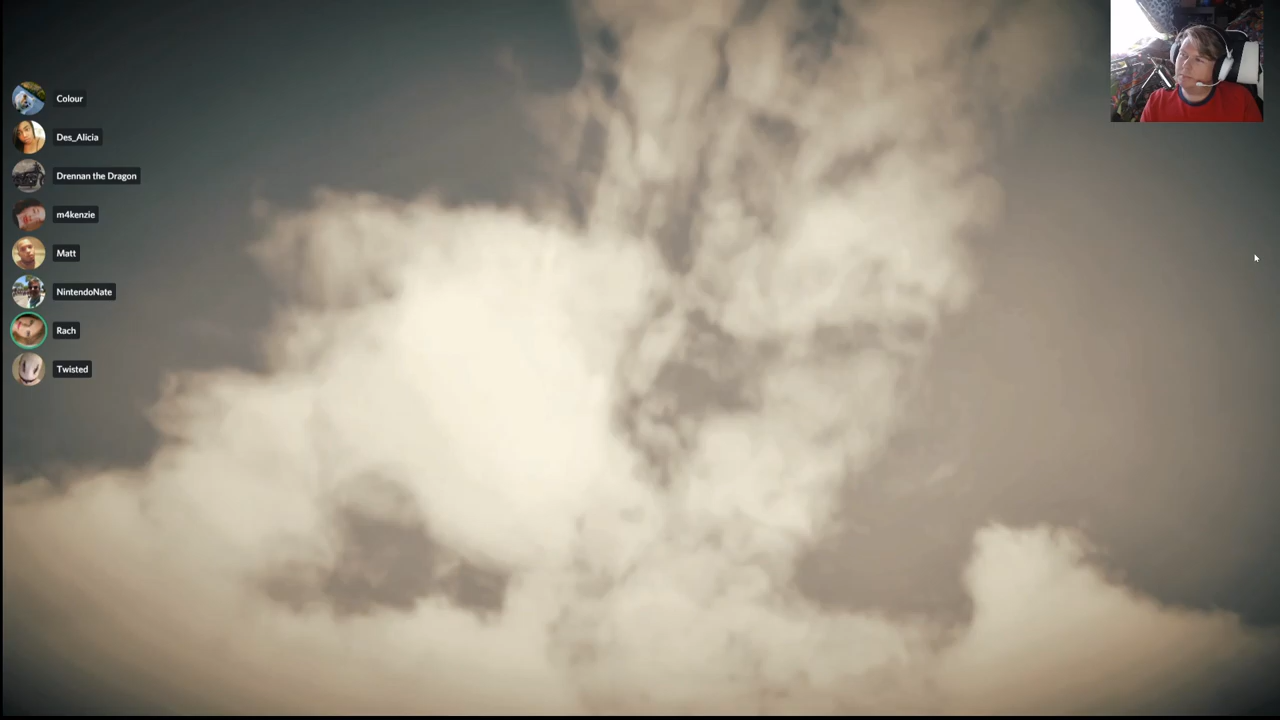 Colour
Des_Alicia
Drennan the Dragon
m4kenzie
Matt
NintendoNate
Rach
Twisted